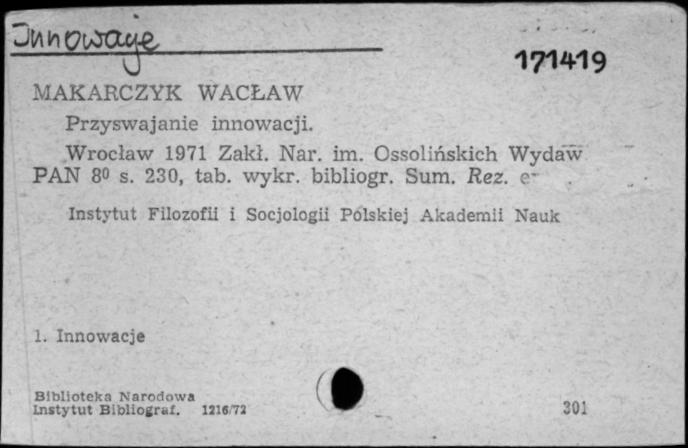 Innowacje
171419
MAKARCZYK WACŁAW
Przyswajanie innowacji.
Wrocław 1971 Zakł. Nar. im. Ossolińskich Wydaw
PAN 8⁰ s. 230, tab. wykr. bibliogr. Sum. Rez.
Instytut Filozofii i Socjologii Polskiej Akademii Nauk
1. Innowacje
Biblioteka Narodowa
Instytut Bibliograf. 1216/72
301